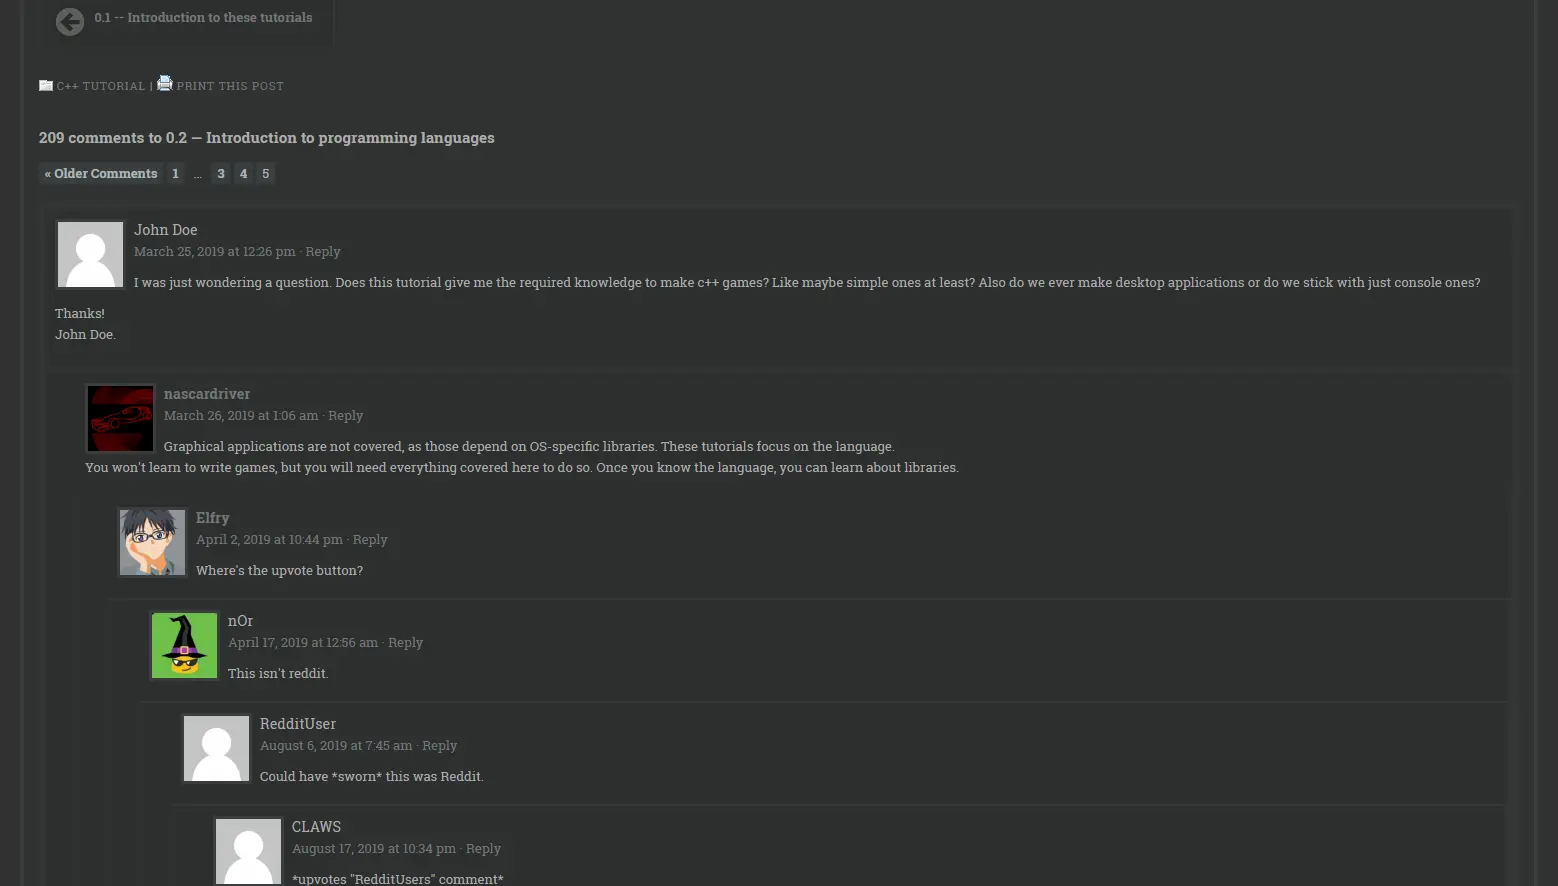 0.1 -- Introduction to these tutorials
C++ TUTORIAL | PRINT THIS POST
209 comments to 0.2 — Introduction to programming languages
« Older Comments 1 ... 3 4 5
John Doe
March 25, 2019 at 12:26 pm · Reply
I was just wondering a question. Does this tutorial give me the required knowledge to make c++ games? Like maybe simple ones at least? Also do we ever make desktop applications or do we stick with just console ones?
Thanks!
John Doe.
nascardriver
March 26, 2019 at 1:06 am · Reply
Graphical applications are not covered, as those depend on OS-specific libraries. These tutorials focus on the language.
You won't learn to write games, but you will need everything covered here to do so. Once you know the language, you can learn about libraries.
Elfry
April 2, 2019 at 10:44 pm · Reply
Where's the upvote button?
nOr
April 17, 2019 at 12:56 am · Reply
This isn't reddit.
RedditUser
August 6, 2019 at 7:45 am · Reply
Could have *sworn* this was Reddit.
CLAWS
August 17, 2019 at 10:34 pm · Reply
*upvotes "RedditUsers" comment*